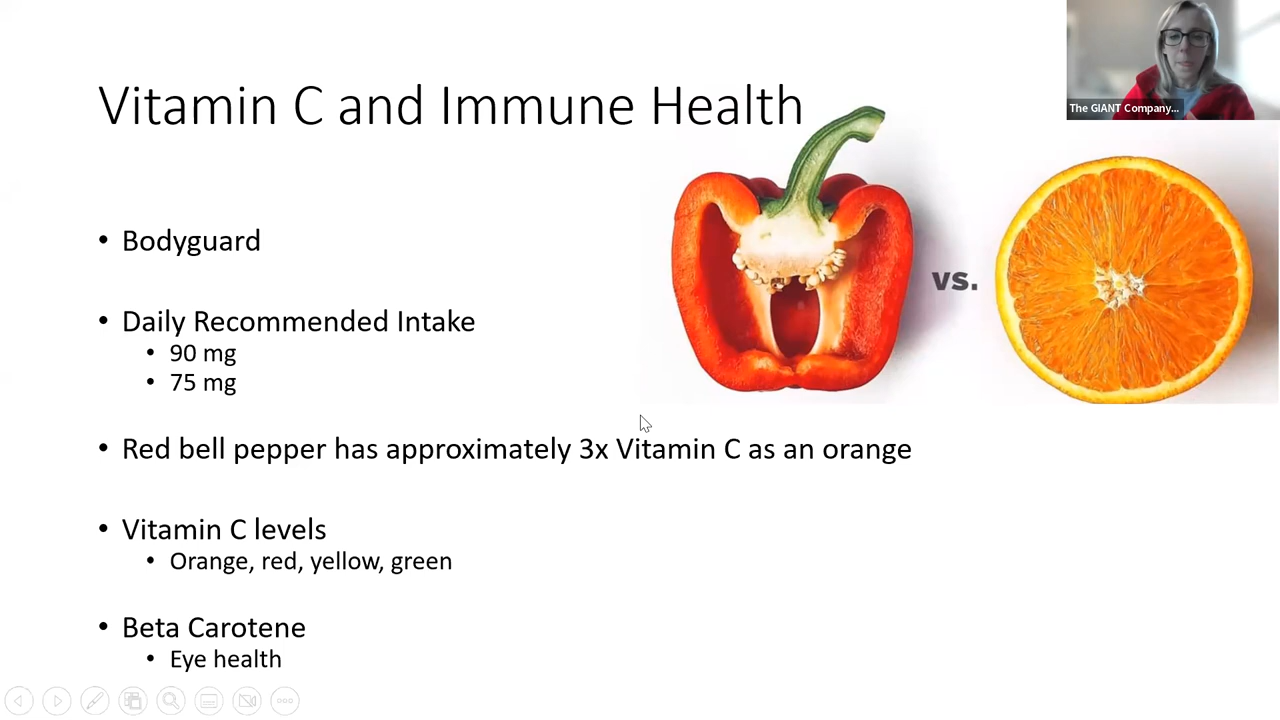 Vitamin C and Immune Health
The GIANT Company...
• Bodyguard
vs.
• Daily Recommended Intake
• 90 mg
• 75 mg
• Red bell pepper has approximately 3x Vitamin C as an orange
• Vitamin C levels
• Orange, red, yellow, green
• Beta Carotene
• Eye health